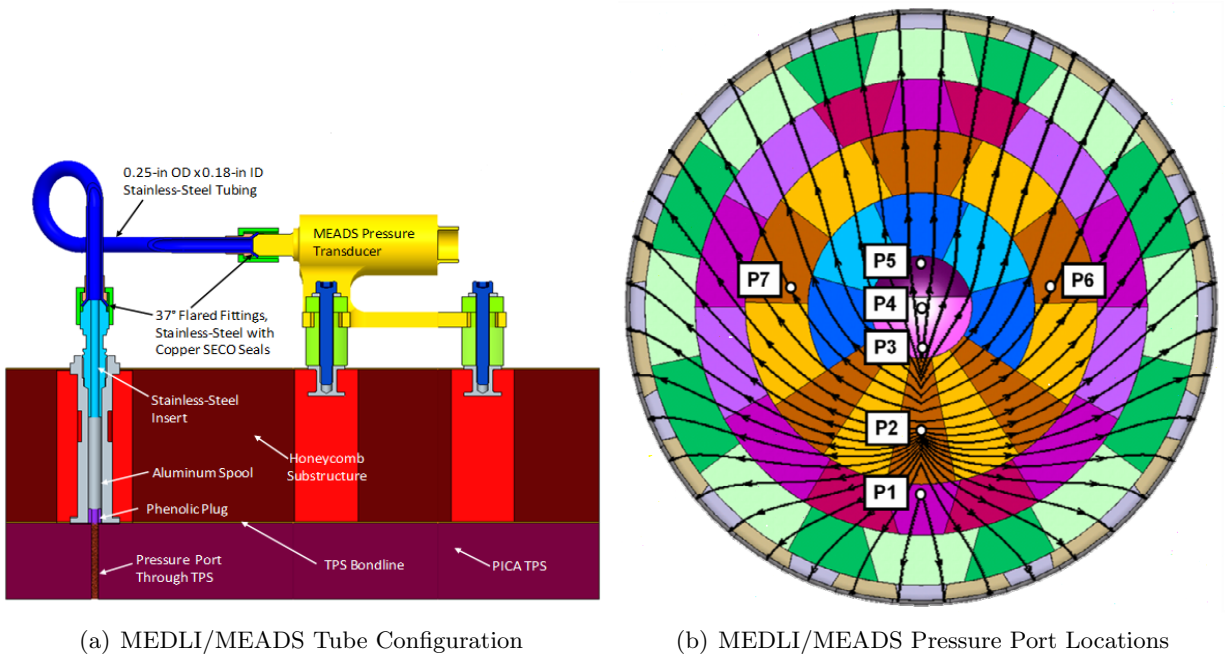 0.25-in OD x 0.18-in ID
Stainless-Steel Tubing
MEADS Pressure
Transducer
37° Flared Fittings,
Stainless-Steel with
Copper SECO Seals
Stainless-Steel
Insert
Honeycomb
Substructure
Aluminum Spool
Phenolic Plug
Pressure Port
Through TPS
TPS Bondline
PICA TPS
(a) MEDLI/MEADS Tube Configuration
P5
P7
P6
P4
P3
P2
P1
(b) MEDLI/MEADS Pressure Port Locations